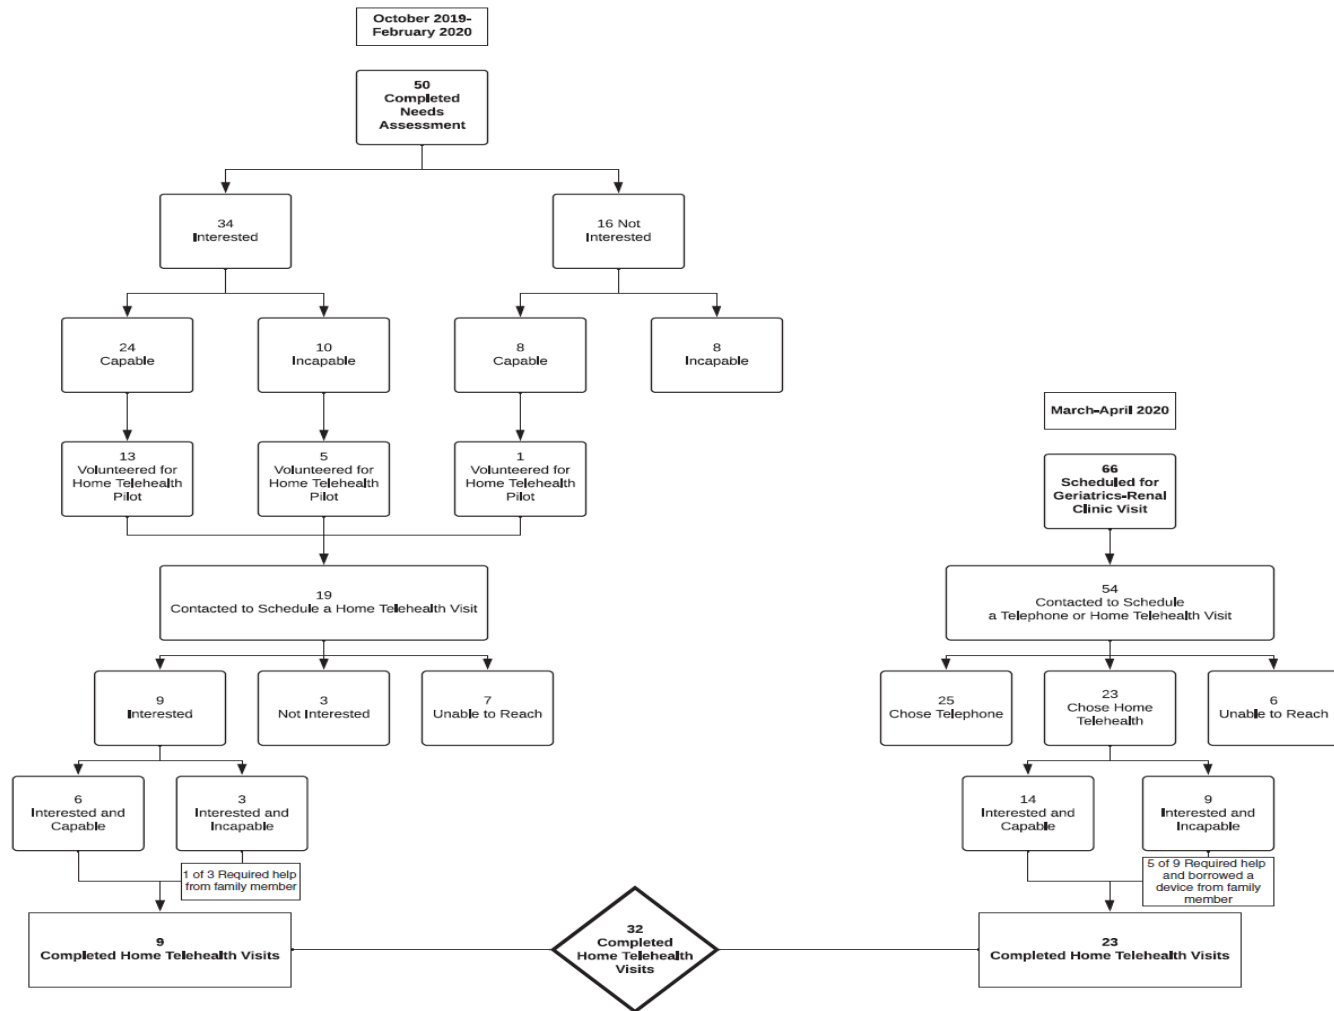 October 2019-
February 2020
50
Completed
Needs
Assessment
34
Interested
16 Not
Interested
24
Capable
10
Incapable
8
Capable
8
Incapable
13
Volunteered for
Home Telehealth
Pilot
5
Volunteered for
Home Telehealth
Pilot
1
Volunteered for
Home Telehealth
Pilot
19
Contacted to Schedule a Home Telehealth Visit
9
Interested
3
Not Interested
7
Unable to Reach
6
Interested and
Capable
3
Interested and
Incapable
1 of 3 Required help
from family member
9
Completed Home Telehealth Visits
32
Completed
Home Telehealth
Visits
March-April 2020
66
Scheduled for
Geriatrics-Renal
Clinic Visit
54
Contacted to Schedule
a Telephone or Home Telehealth Visit
25
Chose Telephone
23
Chose Home
Telehealth
6
Unable to Reach
14
Interested and
Capable
9
Interested and
Incapable
5 of 9 Required help
and borrowed a
device from family
member
23
Completed Home Telehealth Visits